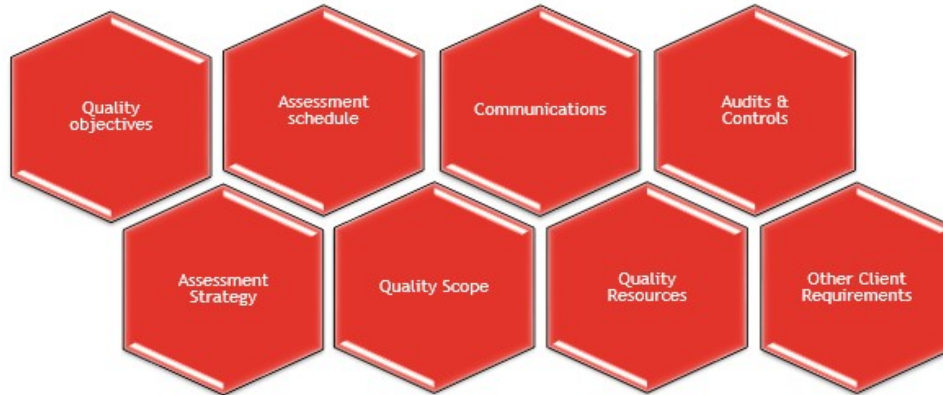 Quality
objectives
Assessment
schedule
Communications
Audits &
Controls
Assessment
Strategy
Quality Scope
Quality
Resources
Other Client
Requirements